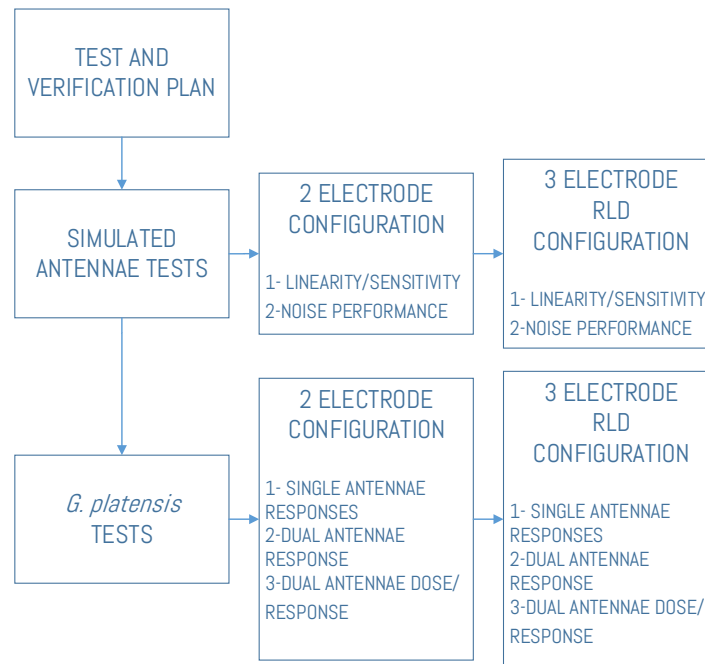 TEST AND
VERIFICATION PLAN
SIMULATED
ANTENNAE TESTS
2 ELECTRODE
CONFIGURATION
1- LINEARITY/SENSITIVITY
2-NOISE PERFORMANCE
3 ELECTRODE
RLD
CONFIGURATION
1- LINEARITY/SENSITIVITY
2-NOISE PERFORMANCE
G. platensis
TESTS
2 ELECTRODE
CONFIGURATION
1- SINGLE ANTENNAE
RESPONSES
2-DUAL ANTENNAE
RESPONSE
3-DUAL ANTENNAE DOSE/
RESPONSE
3 ELECTRODE
RLD
CONFIGURATION
1- SINGLE ANTENNAE
RESPONSES
2-DUAL ANTENNAE
RESPONSE
3-DUAL ANTENNAE DOSE/
RESPONSE